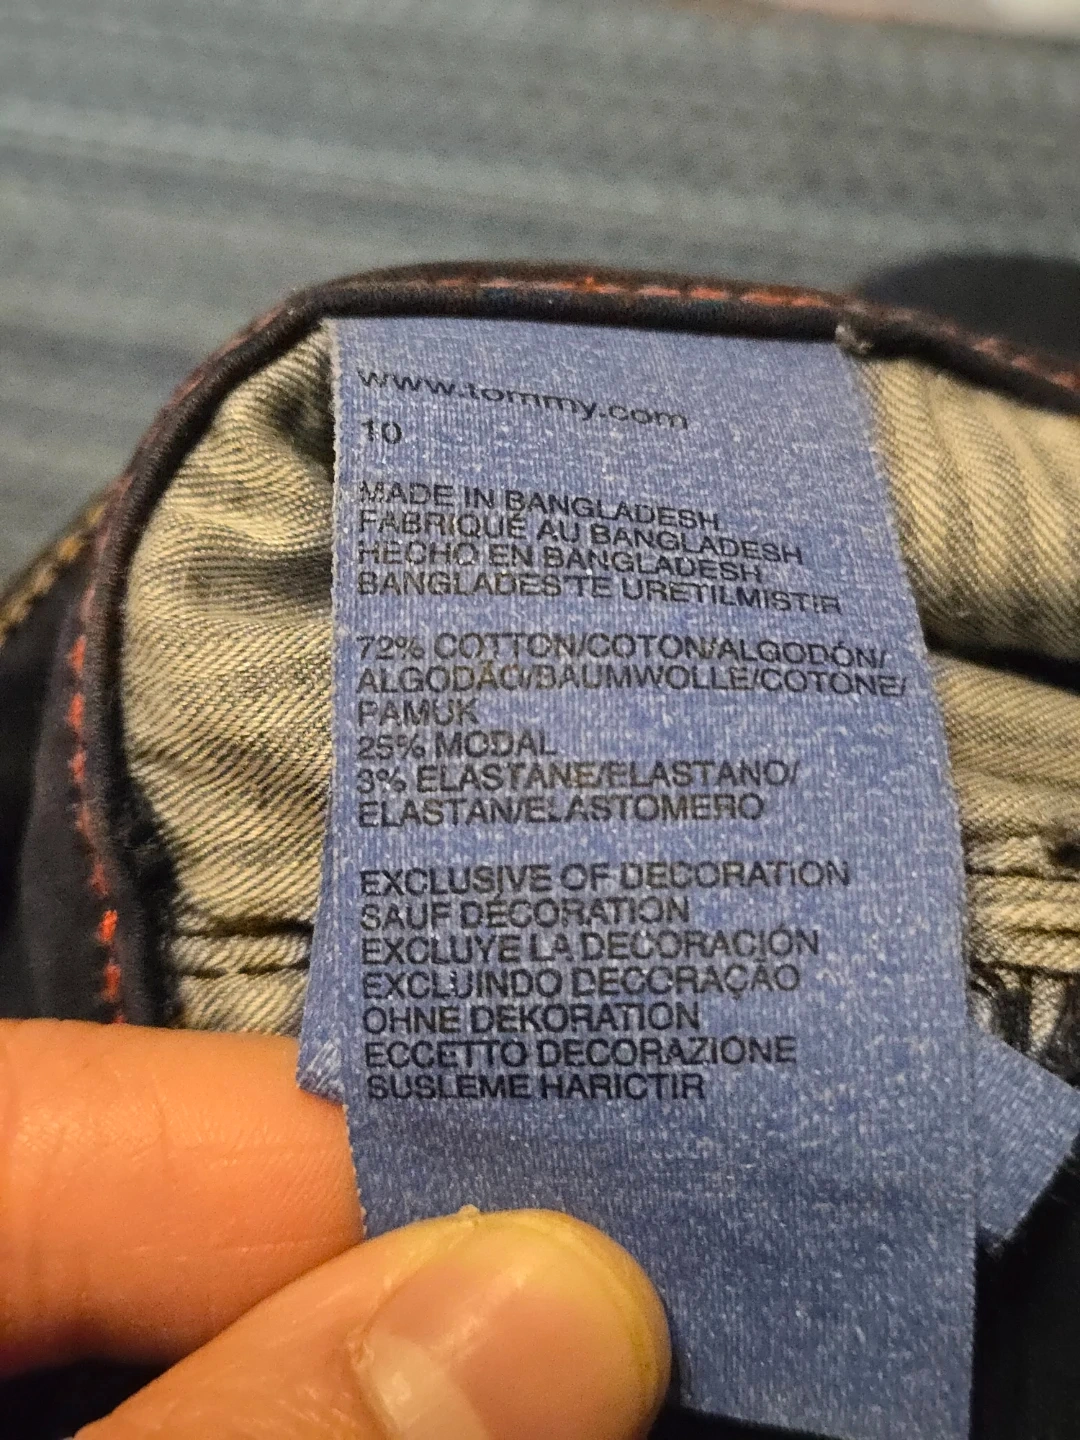 www.tommy.com
10
MADE IN BANGLADESH
FABRIQUÉ AU BANGLADESH
HECHO EN BANGLADESH
BANGLADES'TE URETILMISTIR
72% COTTON/COTON/ALGODÓN/
ALGODÃO/BAUMWOLLE/COTONE/
PAMUK
25% MODAL
3% ELASTANE/ELASTANO/
ELASTAN/ELASTOMERO
EXCLUSIVE OF DECORATION
SAUF DÉCORATION
EXCLUYE LA DECORACIÓN
EXCLUINDO DECORAÇÃO
OHNE DEKORATION
ECCETTO DECORAZIONE
SUSLEME HARICTIR